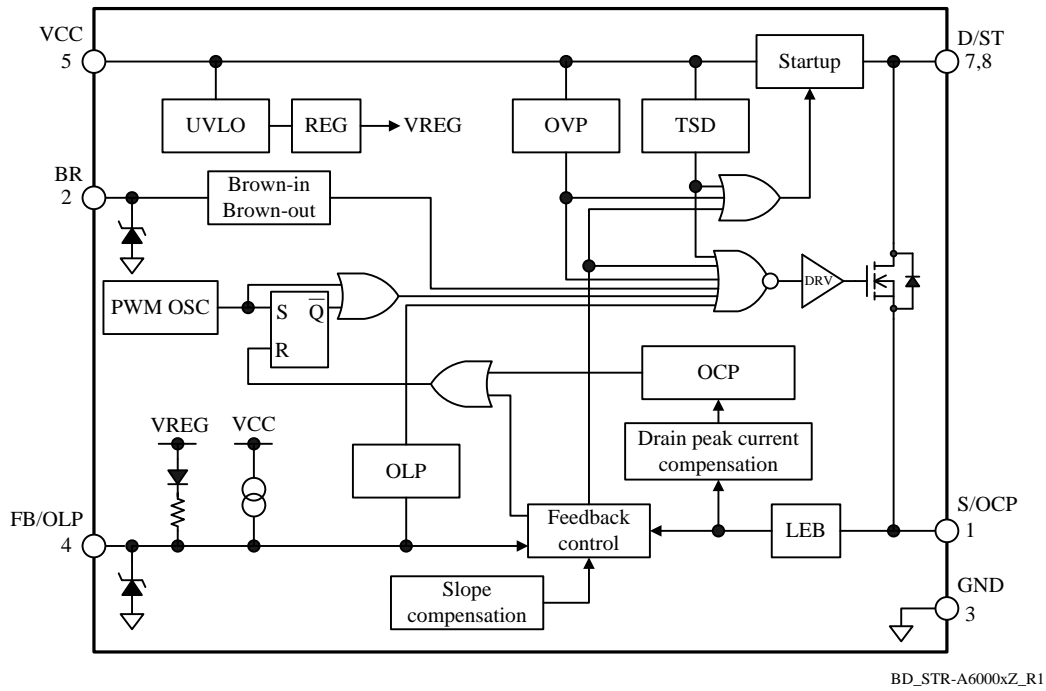 VCC
5
D/ST
7,8
Startup
UVLO
REG
VREG
OVP
TSD
BR
2
Brown-in
Brown-out
DRV
PWM OSC
S
Q
R
OCP
VREG
VCC
Drain peak current
compensation
OLP
FB/OLP
4
Feedback
control
LEB
S/OCP
1
Slope
compensation
GND
3
BD_STR-A6000xZ_R1